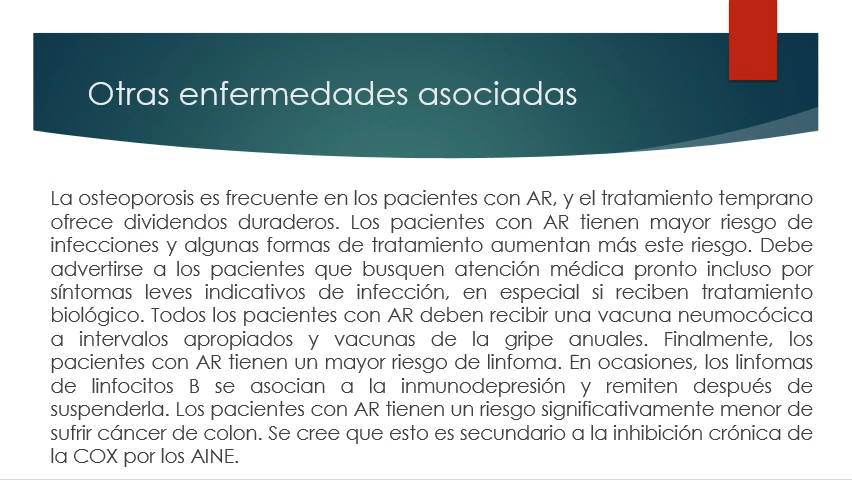 Otras enfermedades asociadas
La osteoporosis es frecuente en los pacientes con AR, y el tratamiento temprano
ofrece dividendos duraderos. Los pacientes con AR tienen mayor riesgo de
infecciones y algunas formas de tratamiento aumentan más este riesgo. Debe
advertirse a los pacientes que busquen atención médica pronto incluso por
síntomas leves indicativos de infección, en especial si reciben tratamiento
biológico. Todos los pacientes con AR deben recibir una vacuna neumocócica
a intervalos apropiados y vacunas de la gripe anuales. Finalmente, los
pacientes con AR tienen un mayor riesgo de linfoma. En ocasiones, los linfomas
de linfocitos B se asocian a la inmunodepresión y remiten después de
suspenderla. Los pacientes con AR tienen un riesgo significativamente menor de
sufrir cáncer de colon. Se cree que esto es secundario a la inhibición crónica de
la COX por los AINE.